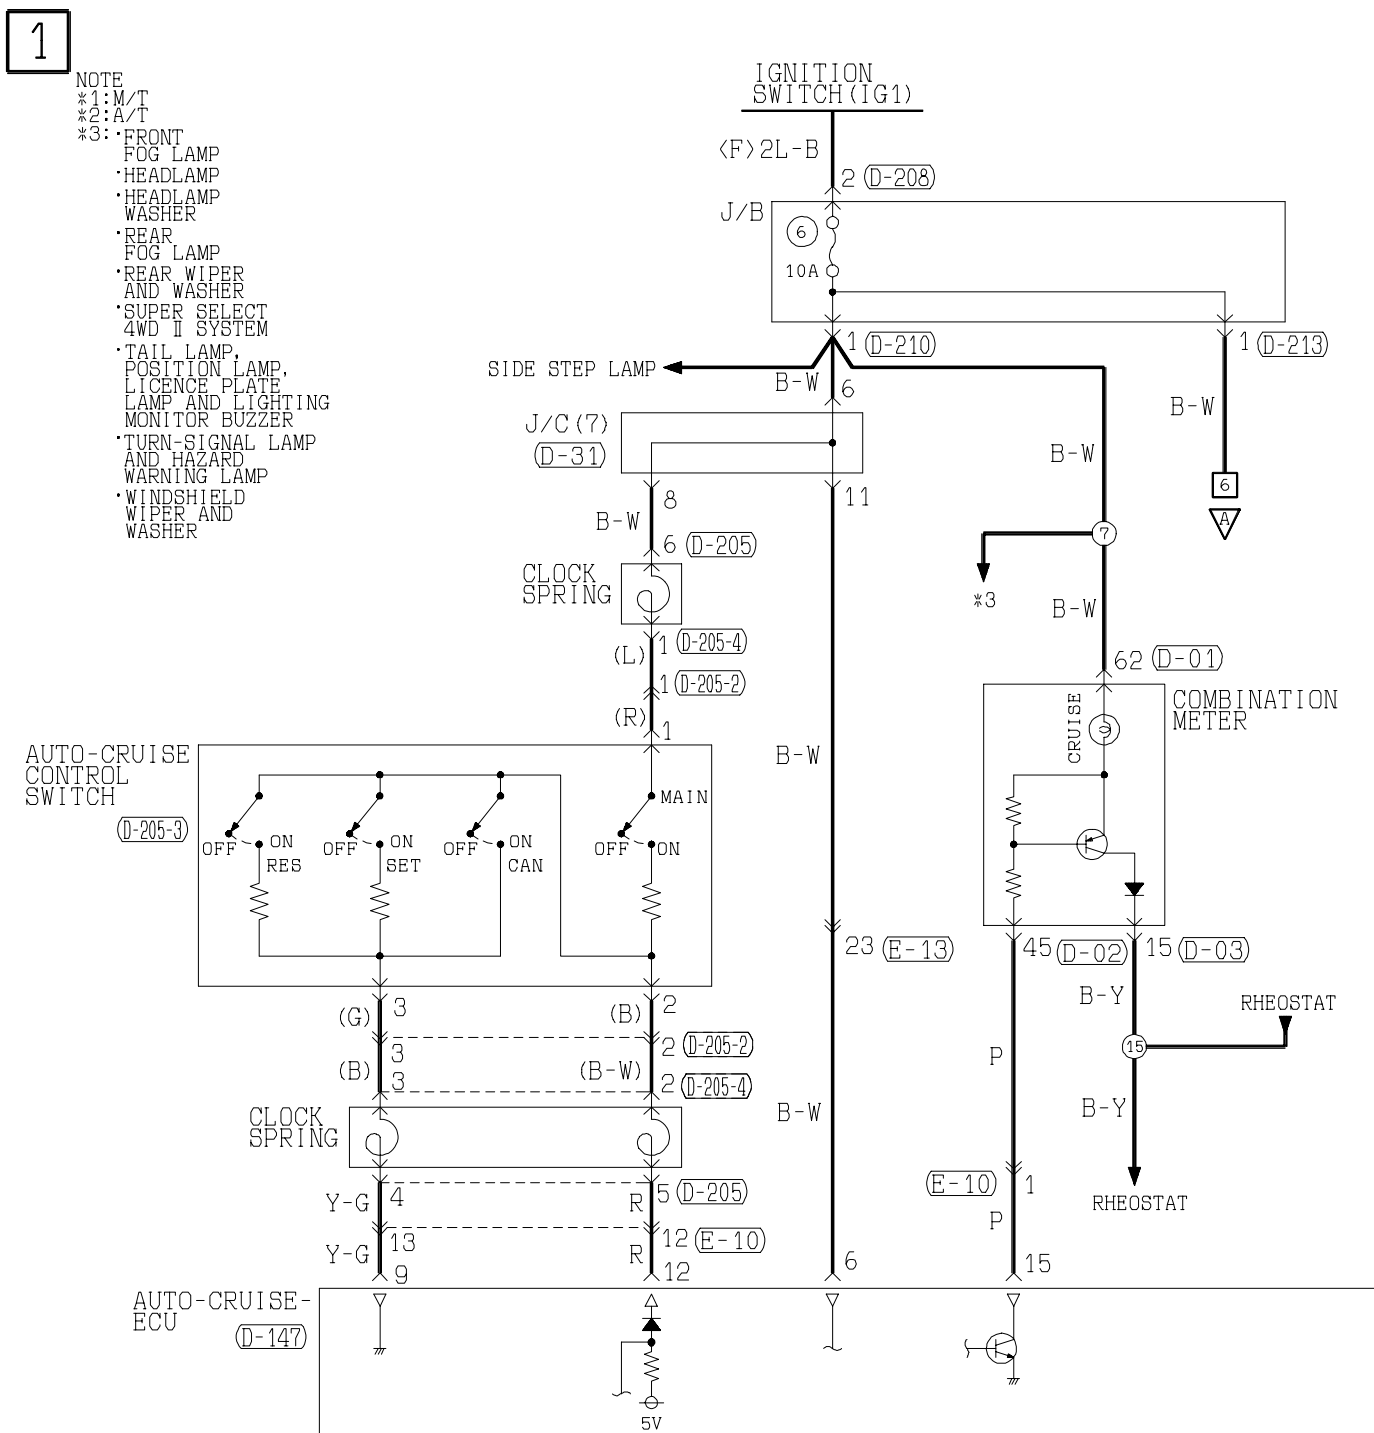 1
NOTE
*1:M/T
*2:A/T
*3:·FRONT
FOG LAMP
·HEADLAMP
·HEADLAMP
WASHER
·REAR
FOG LAMP
·REAR WIPER
AND WASHER
·SUPER SELECT
4WD Ⅱ SYSTEM
·TAIL LAMP,
POSITION LAMP,
LICENCE PLATE
LAMP AND LIGHTING
MONITOR BUZZER
·TURN-SIGNAL LAMP
AND HAZARD
WARNING LAMP
·WINDSHIELD
WIPER AND
WASHER
IGNITION
SWITCH(IG1)
<F>2L-B
2 (D-208)
J/B
6
10A
1 (D-210)
1 (D-213)
SIDE STEP LAMP
B-W
6
B-W
J/C(7)
(D-31)
B-W
8
11
6
A
B-W
6 (D-205)
7
CLOCK
SPRING
*3
B-W
1 (D-205-4)
(L)
62 (D-01)
1 (D-205-2)
(R)
1
CRUISE
COMBINATION
METER
AUTO-CRUISE
CONTROL
SWITCH
(D-205-3)
B-W
MAIN
OFF ON
RES
OFF ON
SET
OFF ON
CAN
OFF ON
23 (E-13)
45 (D-02)
15 (D-03)
B-Y
RHEOSTAT
(G)
3
(B)
2
3
2 (D-205-2)
15
P
(B)
3
(B-W)
2 (D-205-4)
B-W
B-Y
CLOCK
SPRING
Y-G
4
R
5 (D-205)
(E-10)
1
RHEOSTAT
P
13
12 (E-10)
Y-G
9
R
12
6
15
AUTO-CRUISE-
ECU
(D-147)
5V